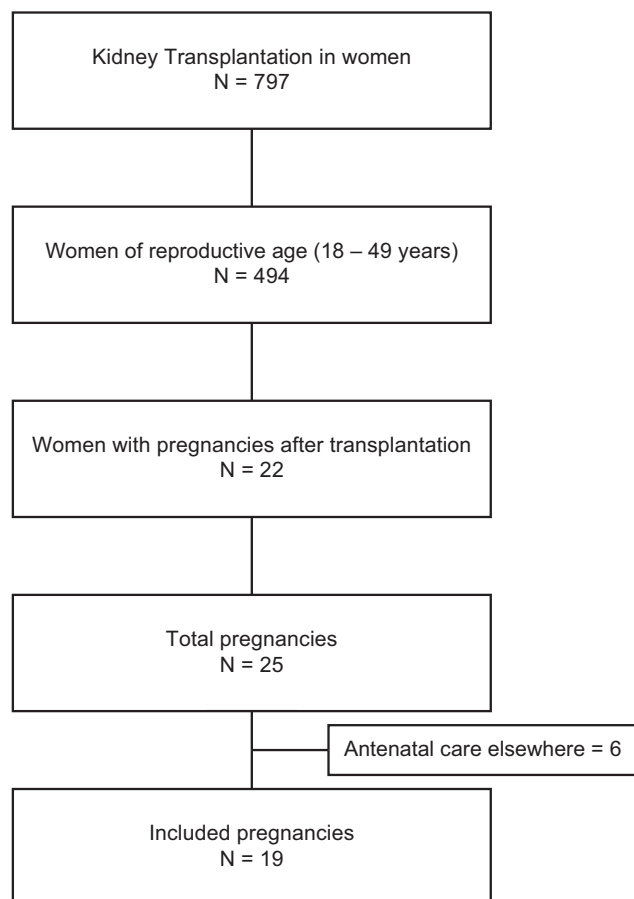 Kidney Transplantation in women
N = 797
Women of reproductive age (18 – 49 years)
N = 494
Women with pregnancies after transplantation
N = 22
Total pregnancies
N = 25
Antenatal care elsewhere = 6
Included pregnancies
N = 19